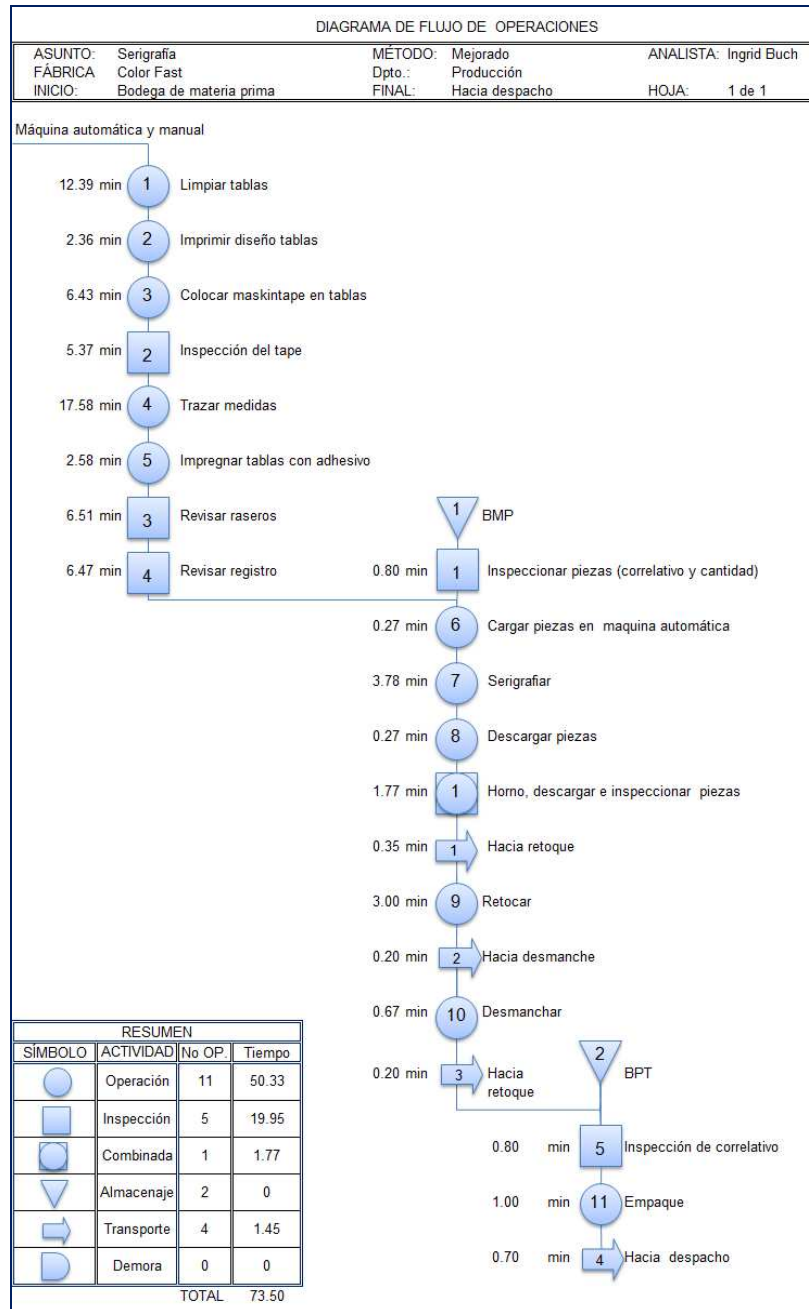 DIAGRAMA DE FLUJO DE OPERACIONES
ASUNTO: Serigrafía MÉTODO: Mejorado ANALISTA: Ingrid Buch
FÁBRICA Color Fast Dpto.: Producción
INICIO: Bodega de materia prima FINAL: Hacia despacho HOJA: 1 de 1
Máquina automática y manual
12.39 min 1 Limpiar tablas
2.36 min 2 Imprimir diseño tablas
6.43 min 3 Colocar maskintape en tablas
5.37 min 2 Inspección del tape
17.58 min 4 Trazar medidas
2.58 min 5 Impregnar tablas con adhesivo
6.51 min 3 Revisar raseros
6.47 min 4 Revisar registro
1 BMP
0.80 min 1 Inspeccionar piezas (correlativo y cantidad)
0.27 min 6 Cargar piezas en maquina automática
3.78 min 7 Serigrafiar
0.27 min 8 Descargar piezas
1.77 min 1 Horno, descargar e inspeccionar piezas
0.35 min 1 Hacia retoque
3.00 min 9 Retocar
0.20 min 2 Hacia desmanche
0.67 min 10 Desmanchar
0.20 min 3 Hacia
retoque
2 BPT
0.80 min 5 Inspección de correlativo
1.00 min 11 Empaque
0.70 min 4 Hacia despacho
RESUMEN
SÍMBOLO ACTIVIDAD No OP. Tiempo
Operación 11 50.33
Inspección 5 19.95
Combinada 1 1.77
Almacenaje 2 0
Transporte 4 1.45
Demora 0 0
TOTAL 73.50